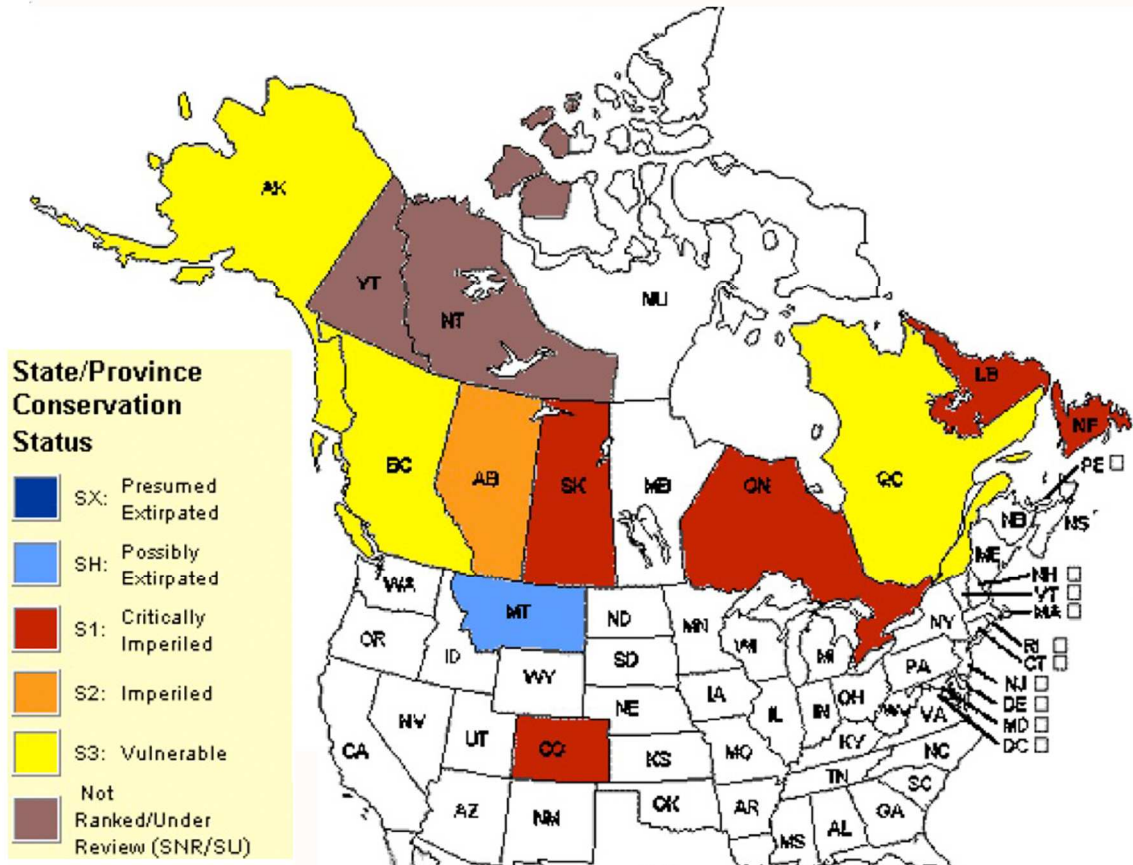 AK
YT
NT
NU
LB
NF
BC
AB
SK
MB
ON
QC
PE
NB
NS
ME
NH
VT
MA
RI
CT
NJ
DE
MD
DC
WA
MT
ND
MN
OR
ID
SD
WI
MI
NY
WY
NE
IA
PA
NV
UT
IL
IN
OH
WV
VA
CA
CO
KS
MO
KY
NC
AZ
NM
OK
AR
TN
SC
MS
AL
GA
State/Province
Conservation
Status
SX: Presumed
Extirpated
SH: Possibly
Extirpated
S1: Critically
Imperiled
S2: Imperiled
S3: Vulnerable
Not
Ranked/Under
Review (SNR/SU)